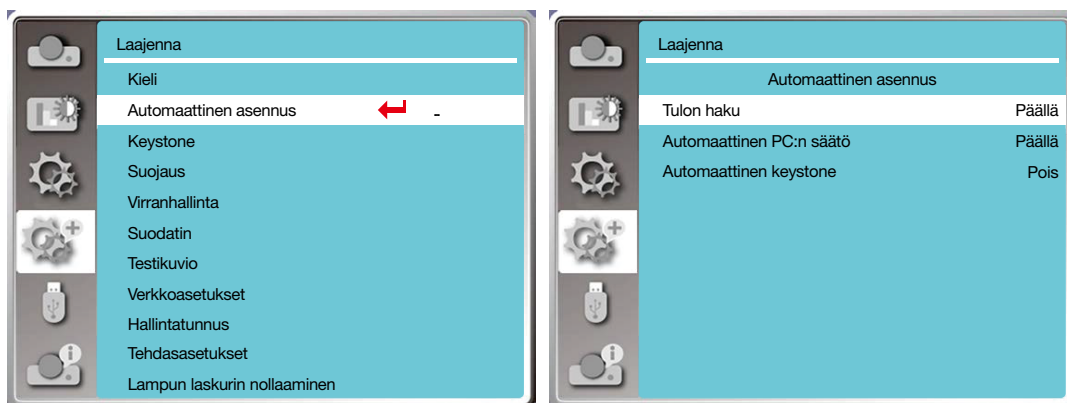 Laajenna
Kieli
Automaattinen asennus -
Keystone
Suojaus
Virranhallinta
Suodatin
Testikuvio
Verkkoasetukset
Hallintatunnus
Tehdasasetukset
Lampun laskurin nollaaminen
Laajenna
Automaattinen asennus
Tulon haku Päällä
Automaattinen PC:n säätö Päällä
Automaattinen keystone Pois